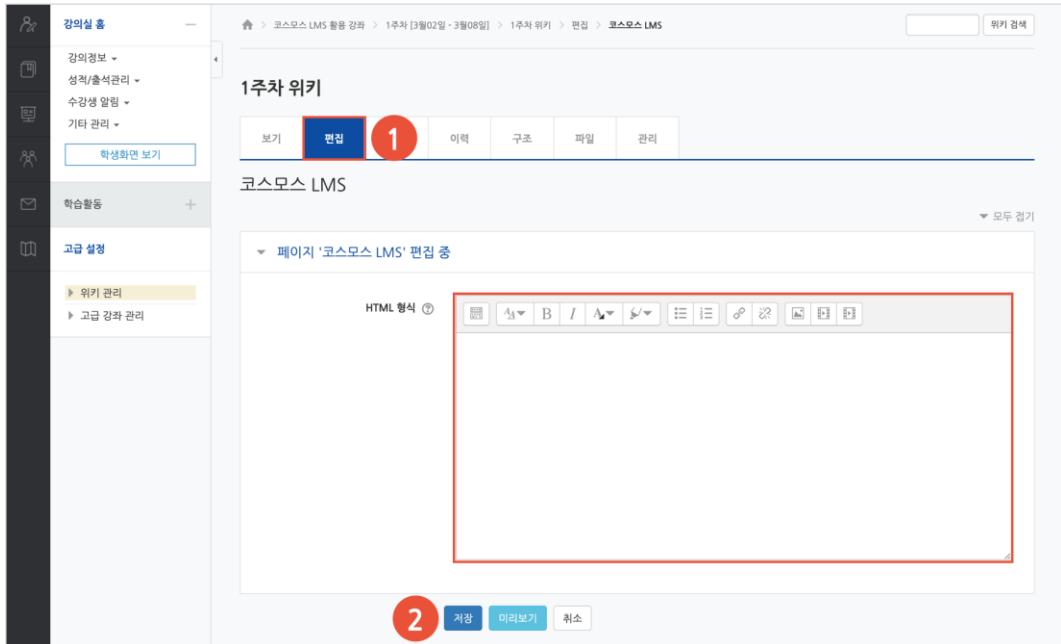 강의실 홈
홈 > 코스모스 LMS 활용 강좌 > 1주차 [3월02일 - 3월08일] > 1주차 위키 > 편집 > 코스모스 LMS
위키 검색
강의정보
성적/출석관리
수강생 알림
기타 관리
학생화면 보기
학습활동
고급 설정
위키 관리
고급 강좌 관리
1주차 위키
보기
편집
1
이력
구조
파일
관리
코스모스 LMS
모두 접기
페이지 '코스모스 LMS' 편집 중
HTML 형식
2
저장
미리보기
취소